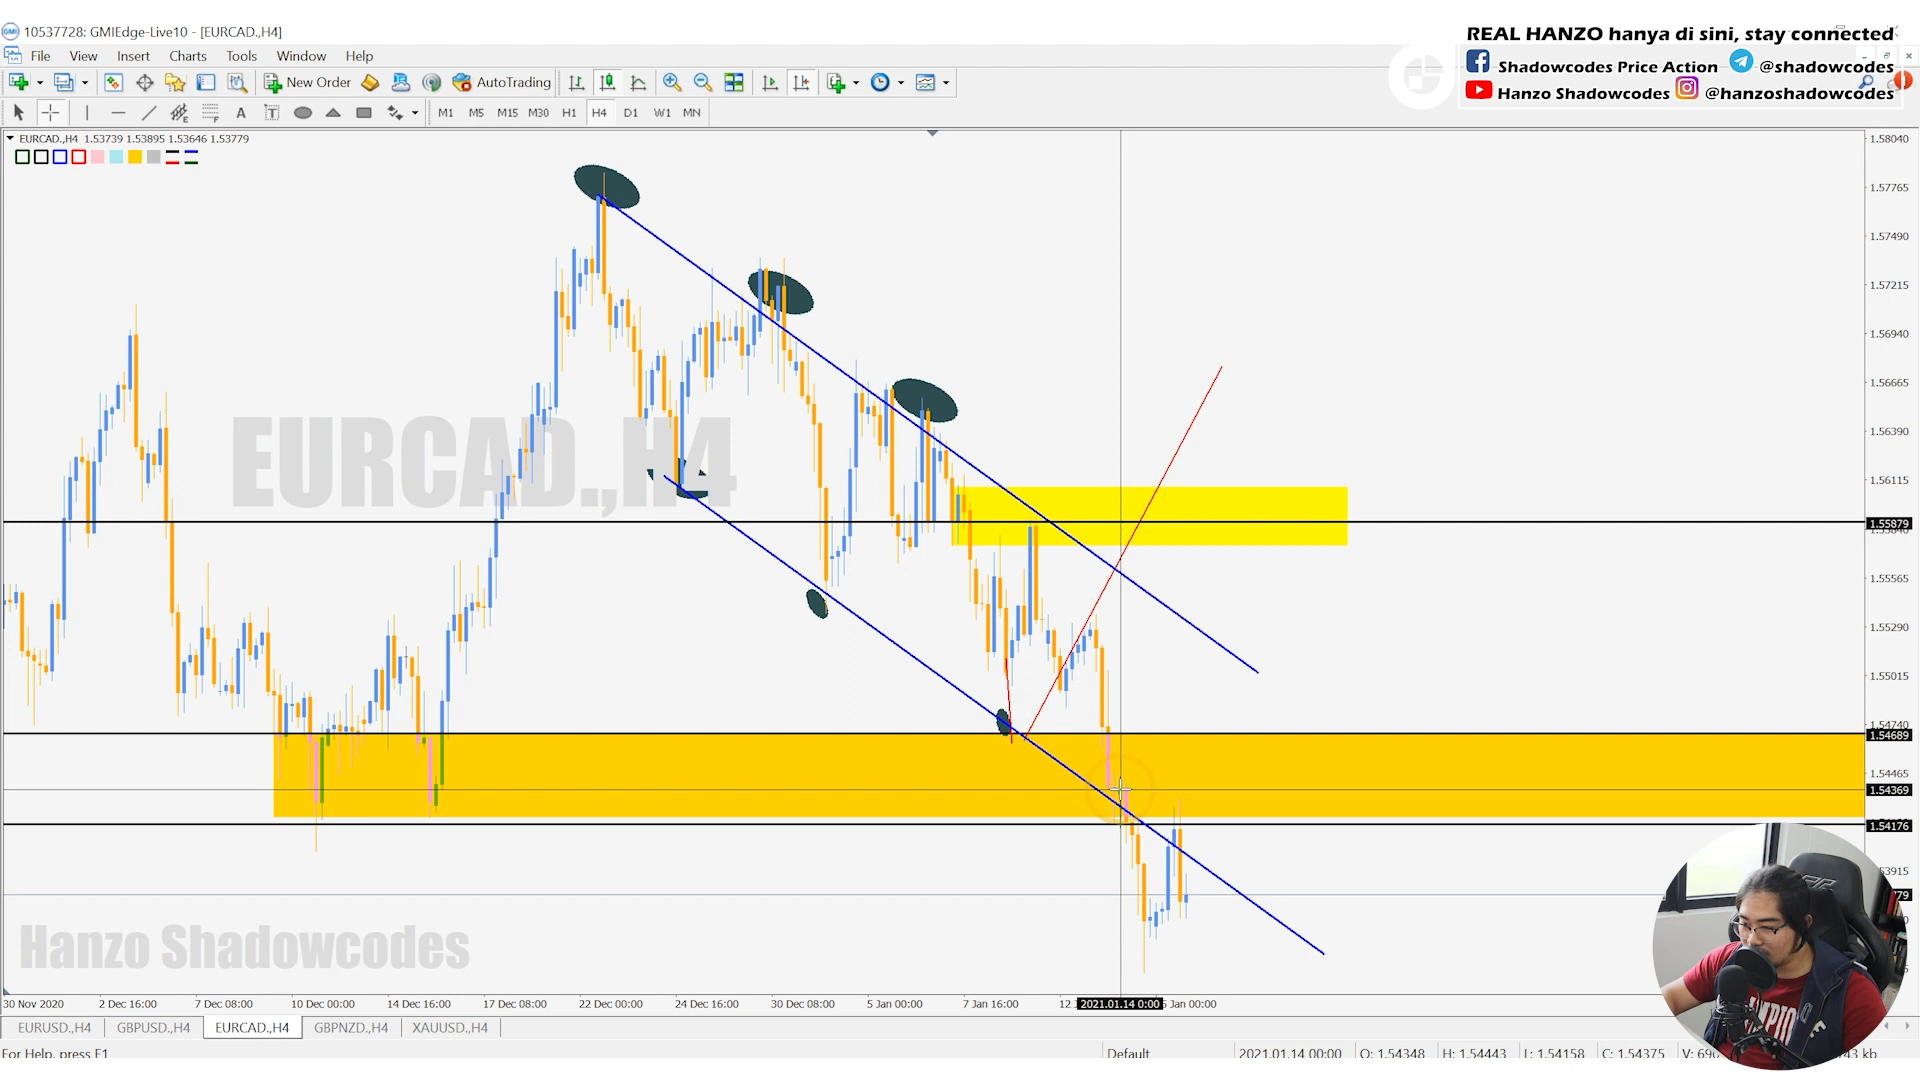 10537728: GMIEdge-Live10 - [EURCAD.,H4]
REAL HANZO hanya di sini, stay connected
File View Insert Charts Tools Window Help
Shadowcodes Price Action @shadowcodes
New Order AutoTrading
Hanzo Shadowcodes @hanzoshadowcodes
M1 M5 M15 M30 H1 H4 D1 W1 MN
EURCAD.,H4 1.53739 1.53895 1.53646 1.53779
1.58040
1.57765
1.57490
1.57215
1.56940
1.56665
1.56390
EURCAD.,H4
1.56115
1.55879
1.55565
1.55290
1.55015
1.54740
1.54689
1.54465
1.54369
1.54176
Hanzo Shadowcodes
30 Nov 2020 2 Dec 16:00 7 Dec 08:00 10 Dec 00:00 14 Dec 16:00 17 Dec 08:00 22 Dec 00:00 24 Dec 16:00 30 Dec 08:00 5 Jan 00:00 7 Jan 16:00 12 2021.01.14 0:00 Jan 00:00
EURUSD.,H4 GBPUSD.,H4 EURCAD.,H4 GBPNZD.,H4 XAUUSD.,H4
For Help, press F1 Default 2021.01.14 00:00 O: 1.54348 H: 1.54443 L: 1.54158 C: 1.54375